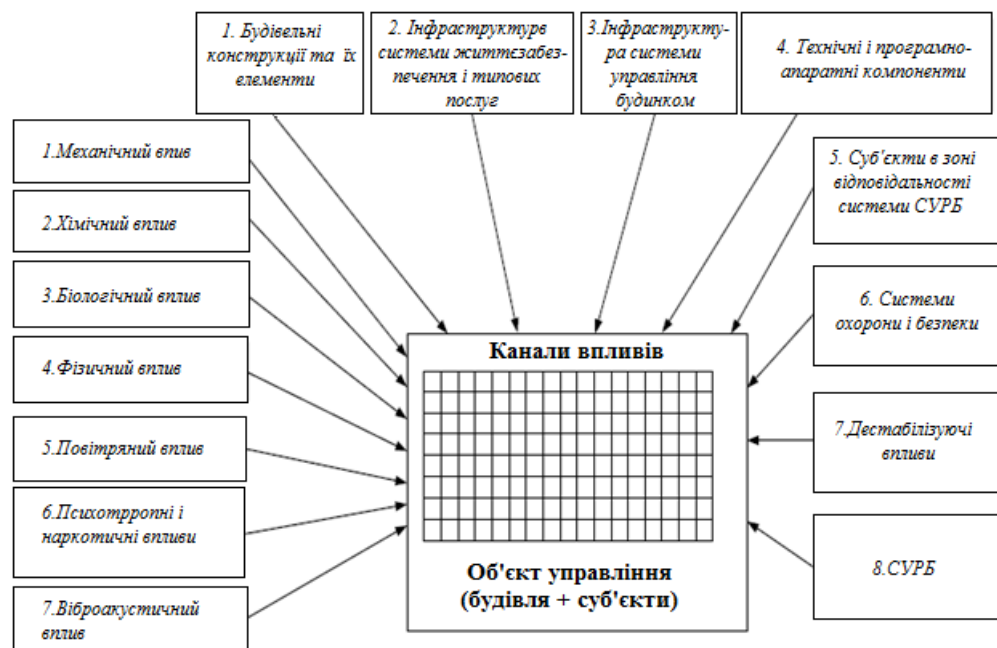 1. Будівельні
конструкції та їх
елементи
2. Інфраструктурв
системи життєзабез-
печення і типових
послуг
3.Інфраструкту-
ра системи
управління
будинком
4. Технічні і програмно-
апаратні компоненти
1.Механічний впив
2.Хімічний вплив
3.Біологічний вплив
4.Фізичний вплив
5.Повітряний вплив
6.Психотрропні і
наркотичні впливи
7.Віброакустичний
вплив
5. Суб'єкти в зоні
відповідальності
системи СУРБ
6. Системи
охорони і безпеки
7.Дестабілізуючі
впливи
8.СУРБ
Канали впливів
Об'єкт управління
(будівля + суб'єкти)